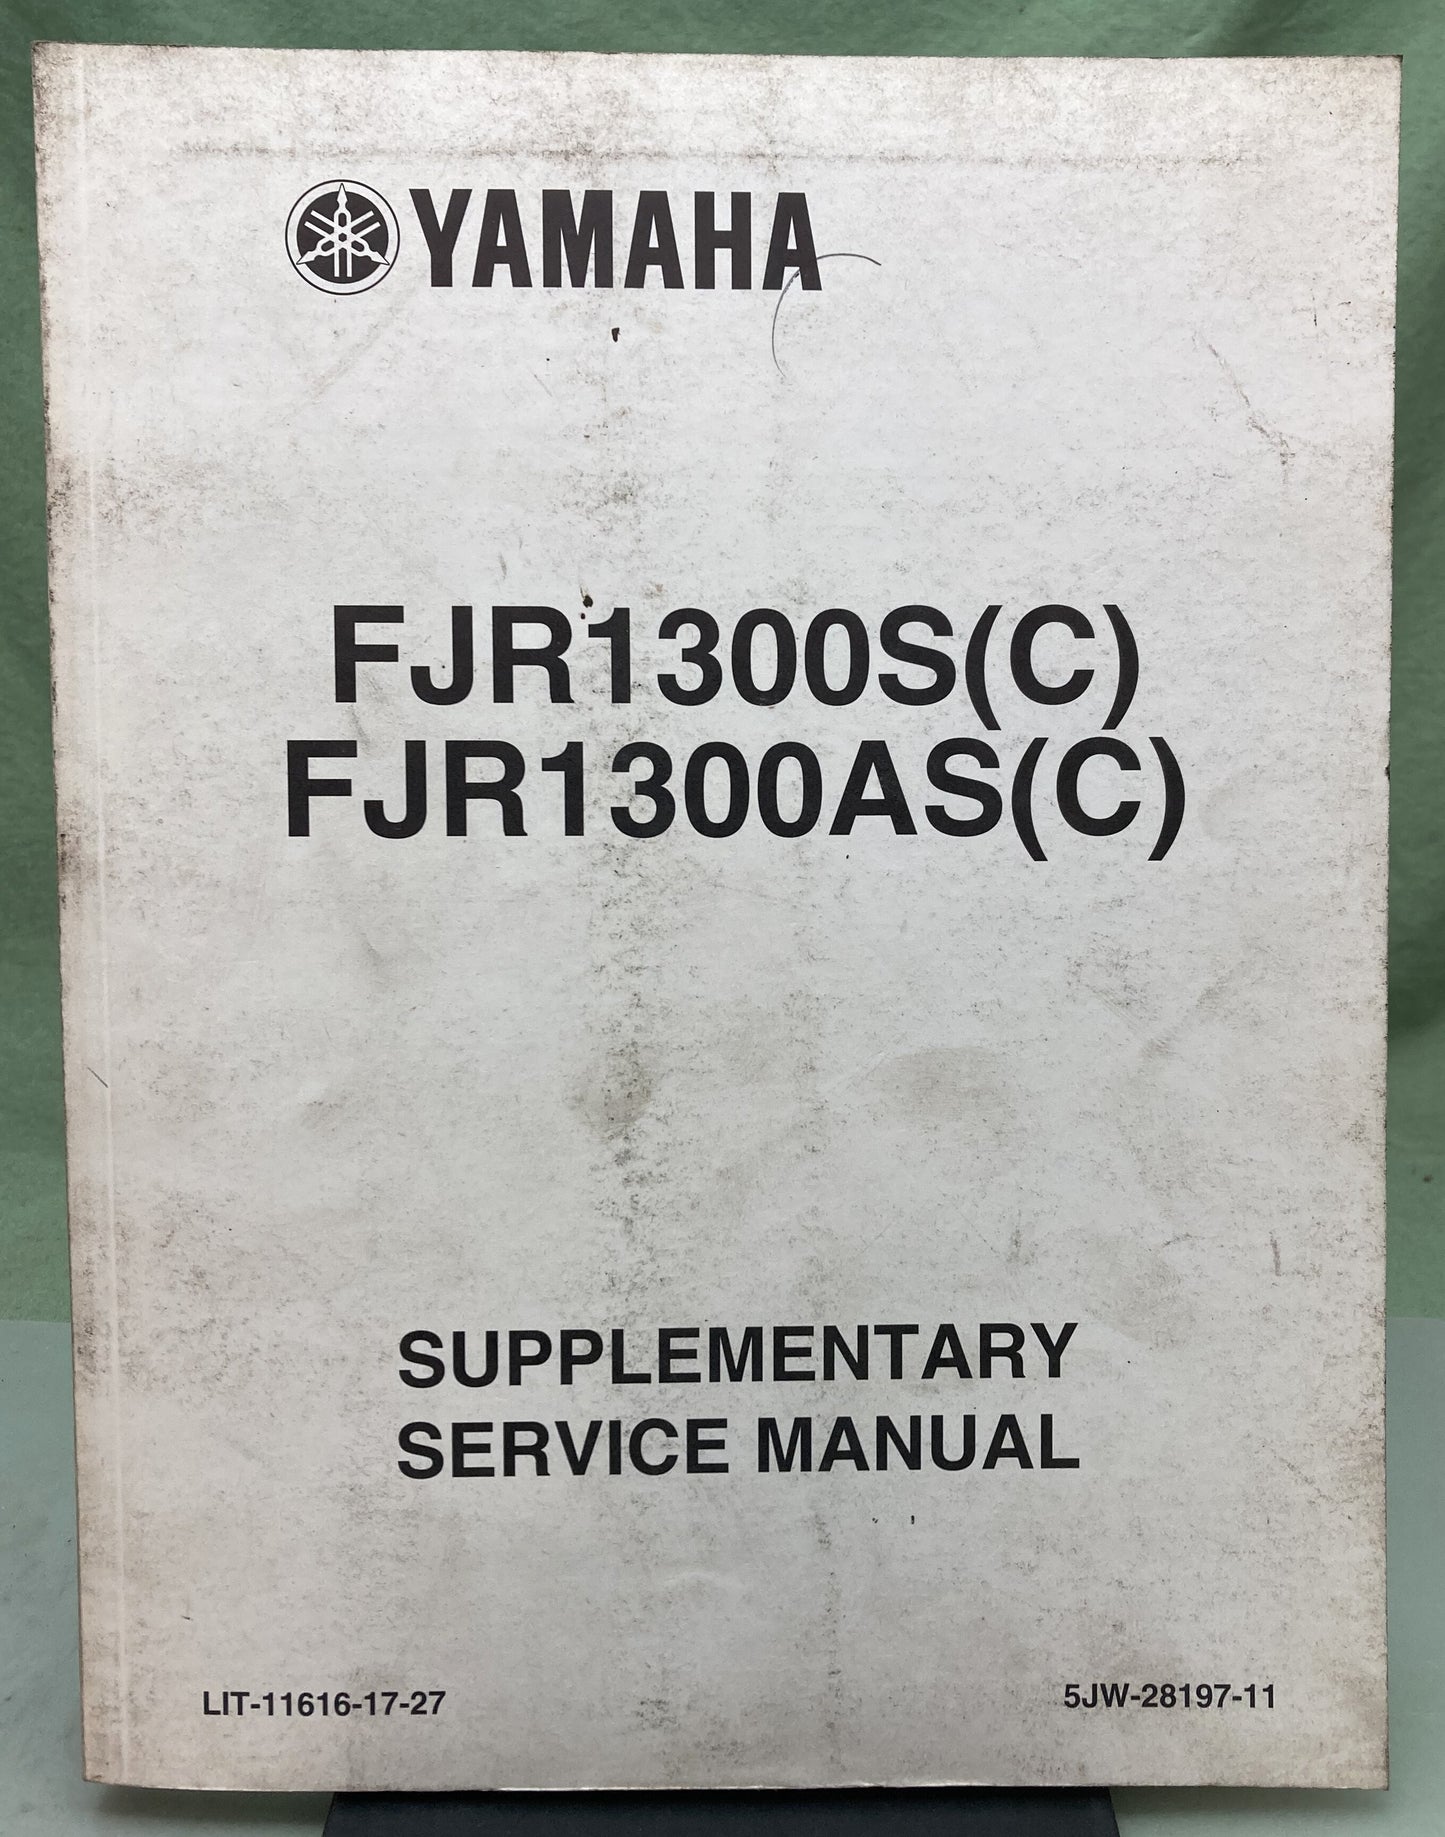 YAMAHA
FJR1300S(C)
FJR1300AS(C)
SUPPLEMENTARY
SERVICE MANUAL
LIT-11616-17-27
5JW-28197-11